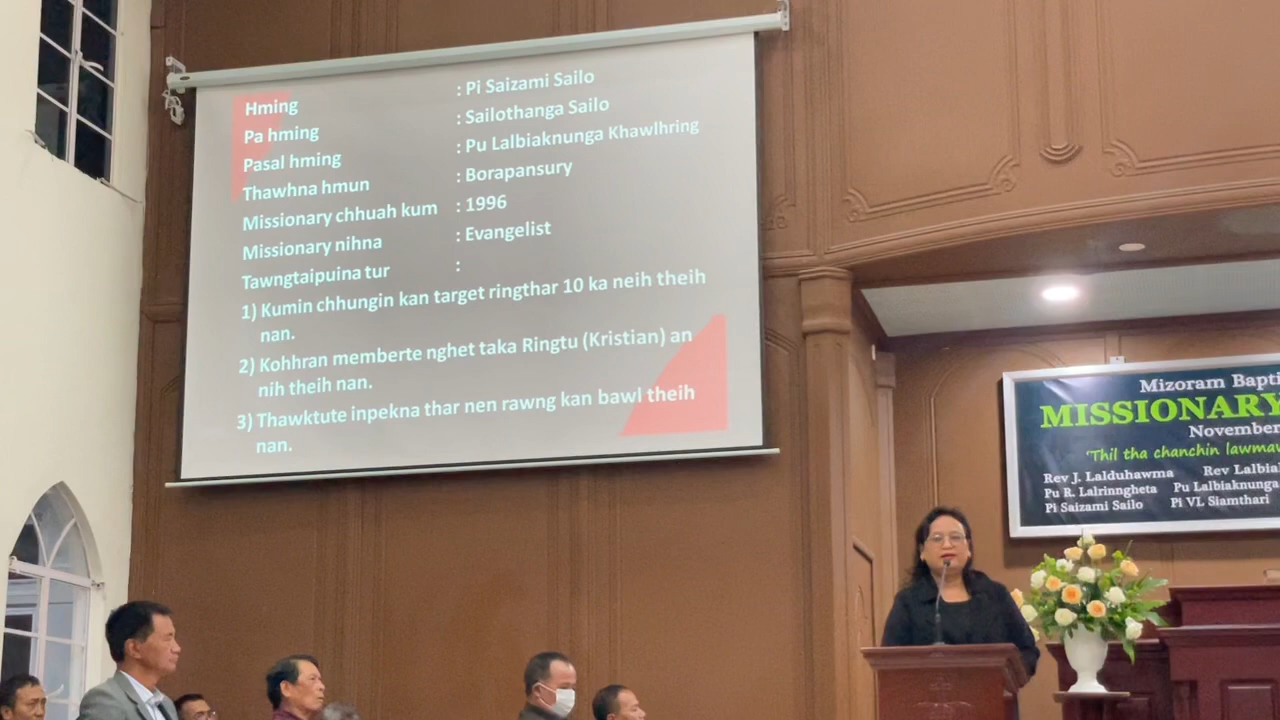 Hming : Pi Saizami Sailo
Pa hming : Sailothanga Sailo
Pasal hming : Pu Lalbiaknunga Khawlhring
Thawhna hmun : Borapansury
Missionary chhuah kum : 1996
Missionary nihna : Evangelist
Tawngtaipuina tur :
1) Kumin chhungin kan target ringthar 10 ka neih theih
nan.
2) Kohhran memberte nghet taka Ringtu (Kristian) an
nih theih nan.
3) Thawktute inpekna thar nen rawng kan bawl theih
nan.
Mizoram Bapti
MISSIONARY
November
'Thil tha chanchin lawmaw
Rev J. Lalduhawma Rev Lalbia
Pu R. Lalrinngheta Pu Lalbiaknunga
Pi Saizami Sailo Pi VL Siamthari